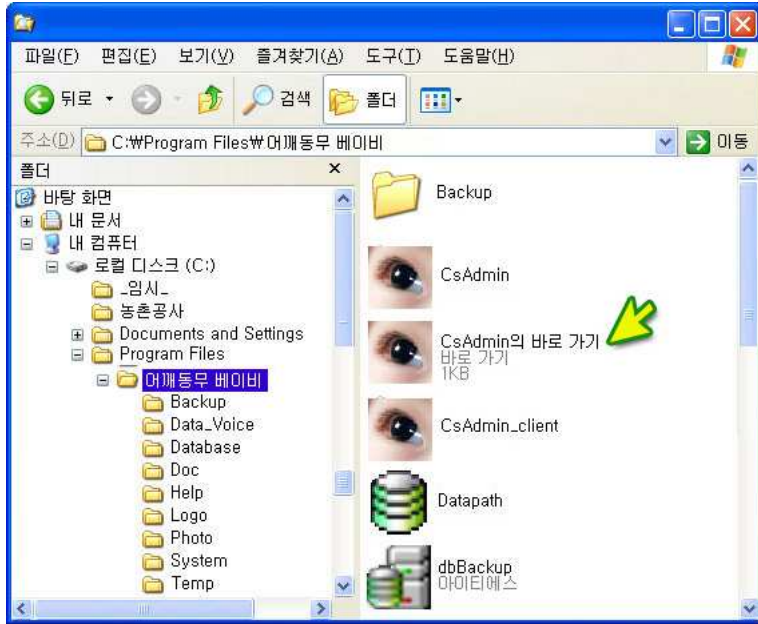 파일(F) 편집(E) 보기(V) 즐겨찾기(A) 도구(T) 도움말(H)
뒤로 검색 폴더
주소(D) C:₩Program Files₩어깨동무 베이비 이동
폴더
바탕 화면
내 문서
내 컴퓨터
로컬 디스크 (C:)
_임시_
농촌공사
Documents and Settings
Program Files
어깨동무 베이비
Backup
Data_Voice
Database
Doc
Help
Logo
Photo
System
Temp
Backup
CsAdmin
CsAdmin의 바로 가기
바로 가기
1KB
CsAdmin_client
Datapath
dbBackup
아이티에스